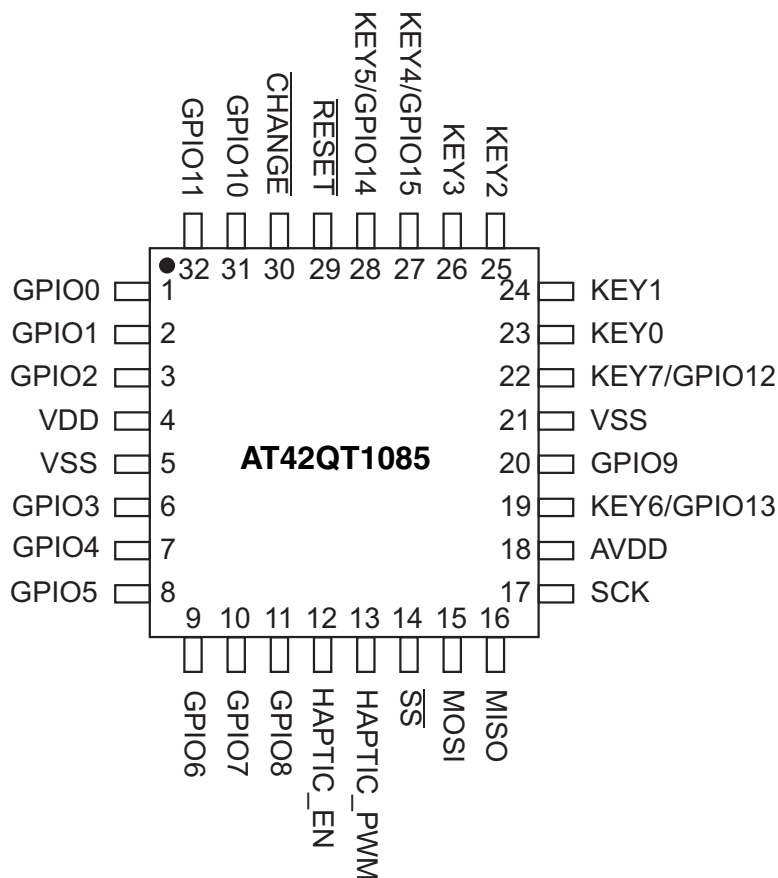 GPIO11
GPIO10
CHANGE
RESET
KEY5/GPIO14
KEY4/GPIO15
KEY3
KEY2
32 31 30 29 28 27 26 25
GPIO0 1
GPIO1 2
GPIO2 3
VDD 4
VSS 5
GPIO3 6
GPIO4 7
GPIO5 8
AT42QT1085
24 KEY1
23 KEY0
22 KEY7/GPIO12
21 VSS
20 GPIO9
19 KEY6/GPIO13
18 AVDD
17 SCK
9 10 11 12 13 14 15 16
GPIO6
GPIO7
GPIO8
HAPTIC_EN
HAPTIC_PWM
SS
MOSI
MISO